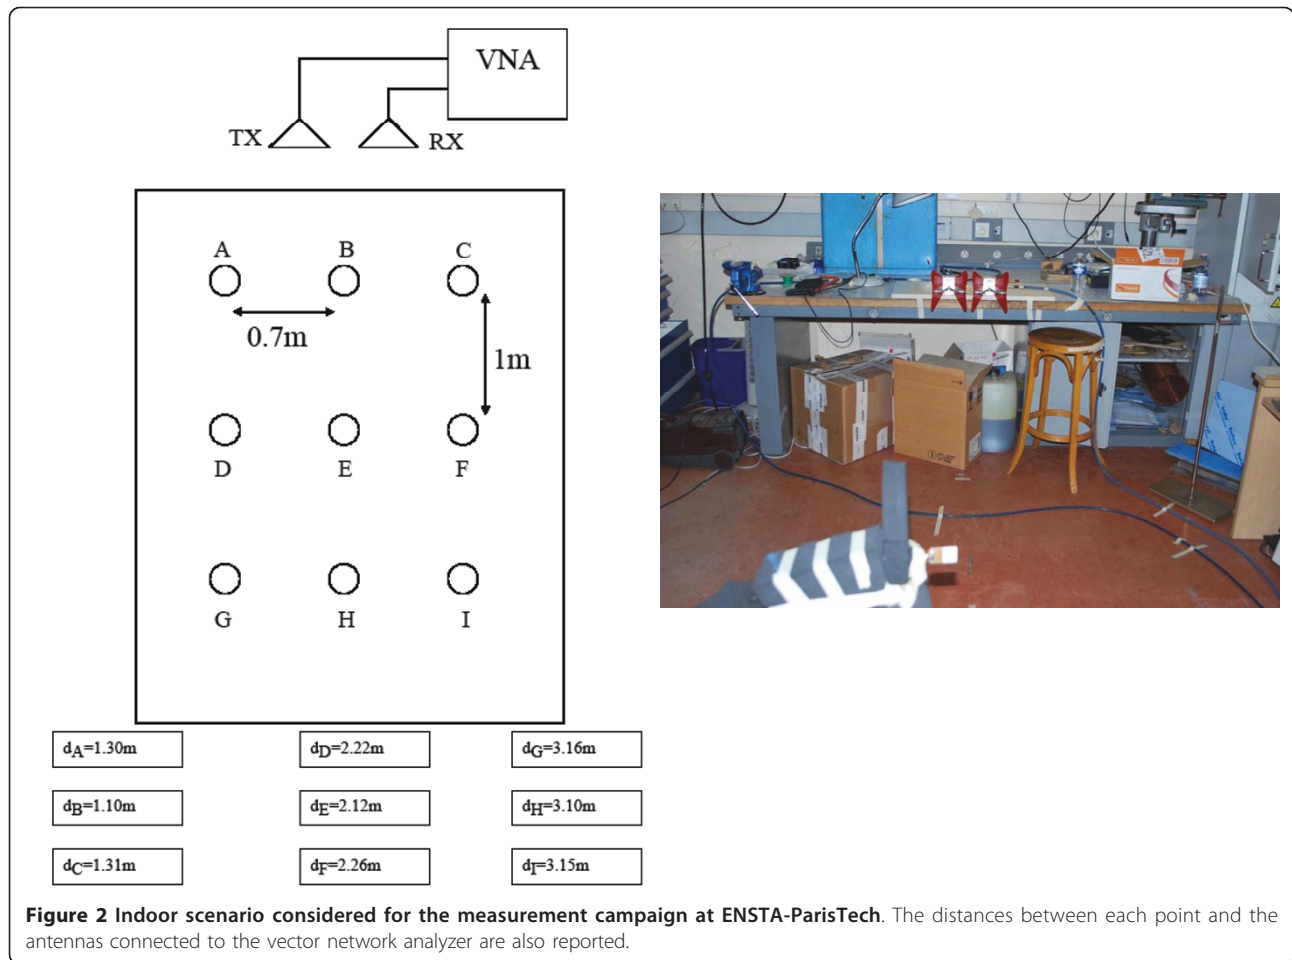 VNA
TX
RX
A
B
C
0.7m
1m
D
E
F
G
H
I
dA=1.30m
dD=2.22m
dG=3.16m
dB=1.10m
dE=2.12m
dH=3.10m
dC=1.31m
dF=2.26m
dI=3.15m
Figure 2 Indoor scenario considered for the measurement campaign at ENSTA-ParisTech. The distances between each point and the
antennas connected to the vector network analyzer are also reported.